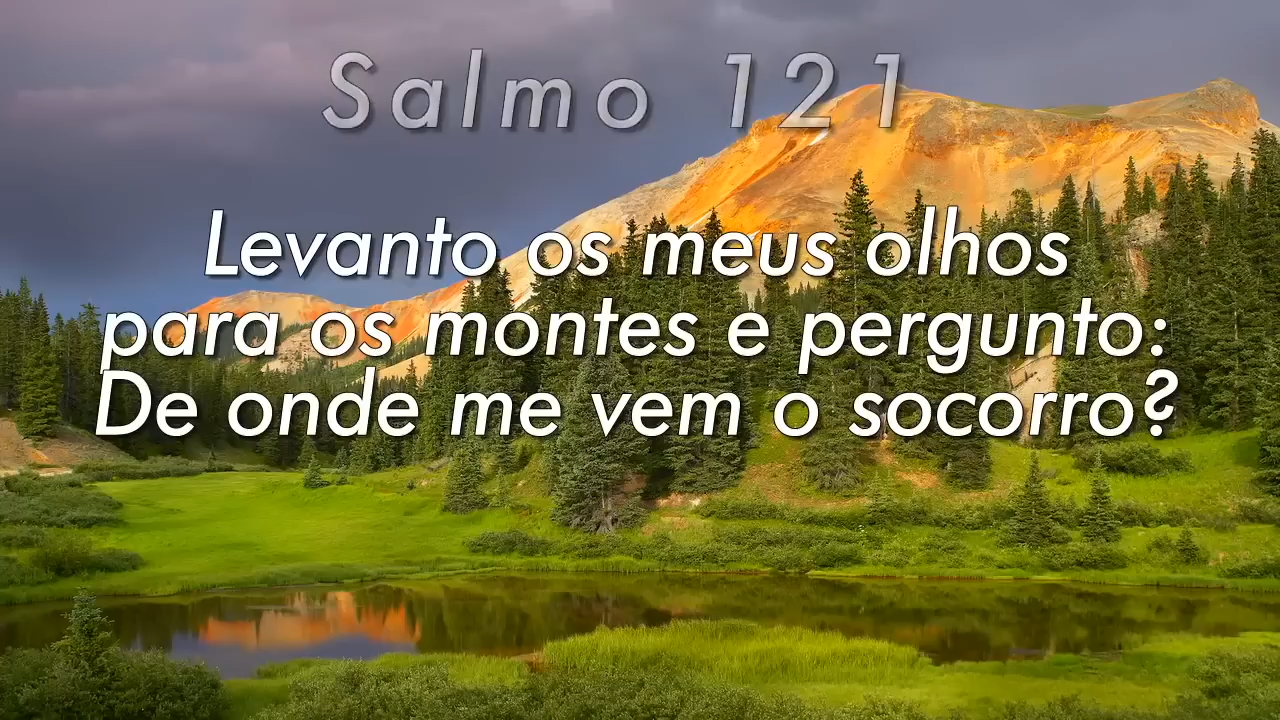 Salmo 121
Levanto os meus olhos
para os montes e pergunto:
De onde me vem o socorro?